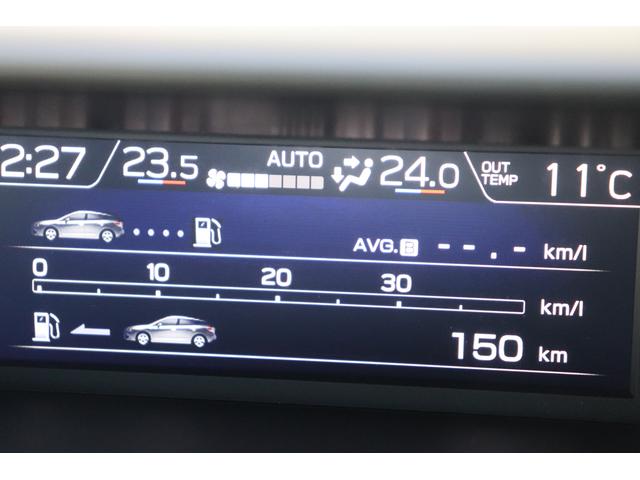 2:27 23.5 AUTO 24.0 OUT TEMP 11°C
AVG. B --.- km/l
0 10 20 30
km/l
150 km